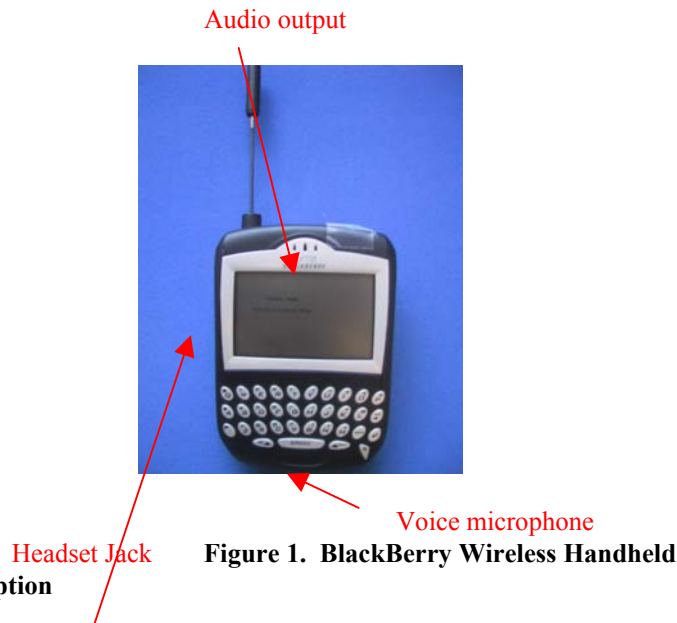 Audio output
Voice microphone
Headset Jack
Figure 1. BlackBerry Wireless Handheld
ption